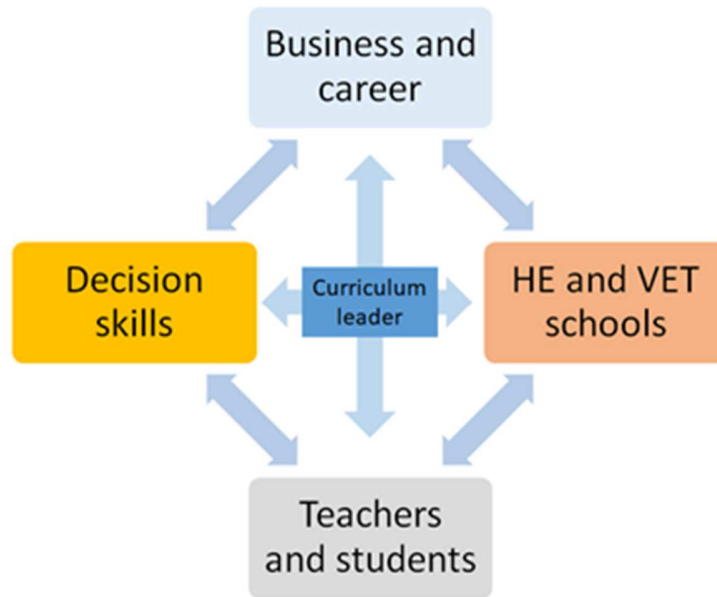 Business and
career
Decision
skills
Curriculum
leader
HE and VET
schools
Teachers
and students